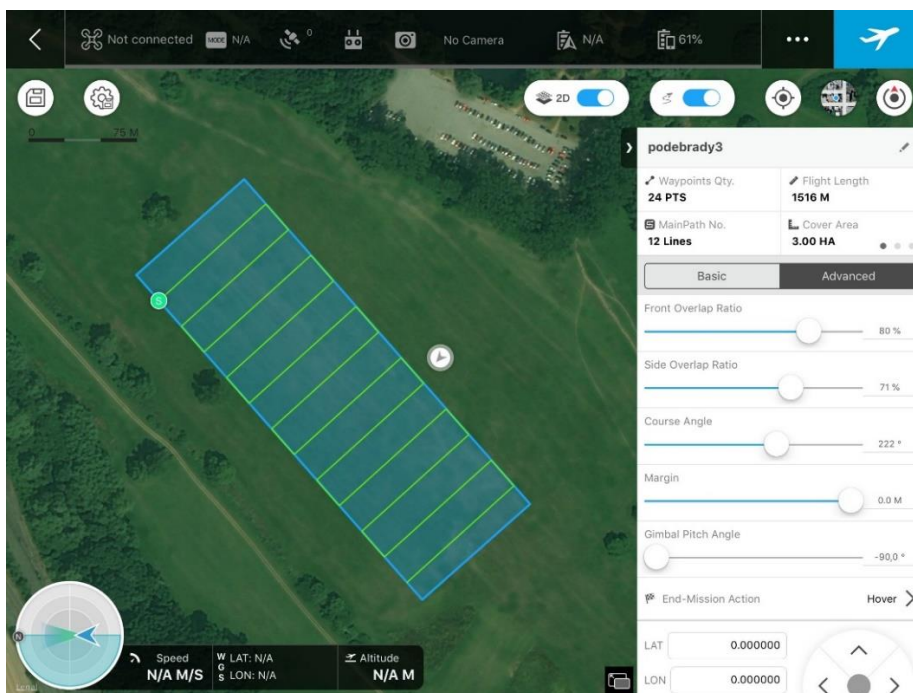 Not connected
MODE N/A
0
No Camera
N/A
61%
2D
0 75 M
podebrady3
Waypoints Qty.
24 PTS
Flight Length
1516 M
MainPath No.
12 Lines
Cover Area
3.00 HA
Basic
Advanced
Front Overlap Ratio
80 %
Side Overlap Ratio
71 %
Course Angle
222 °
Margin
0.0 M
Gimbal Pitch Angle
-90,0 °
End-Mission Action
Hover
LAT 0.000000
LON 0.000000
S
N
Speed
N/A M/S
WGS
LAT: N/A
LON: N/A
Altitude
N/A M
Legal